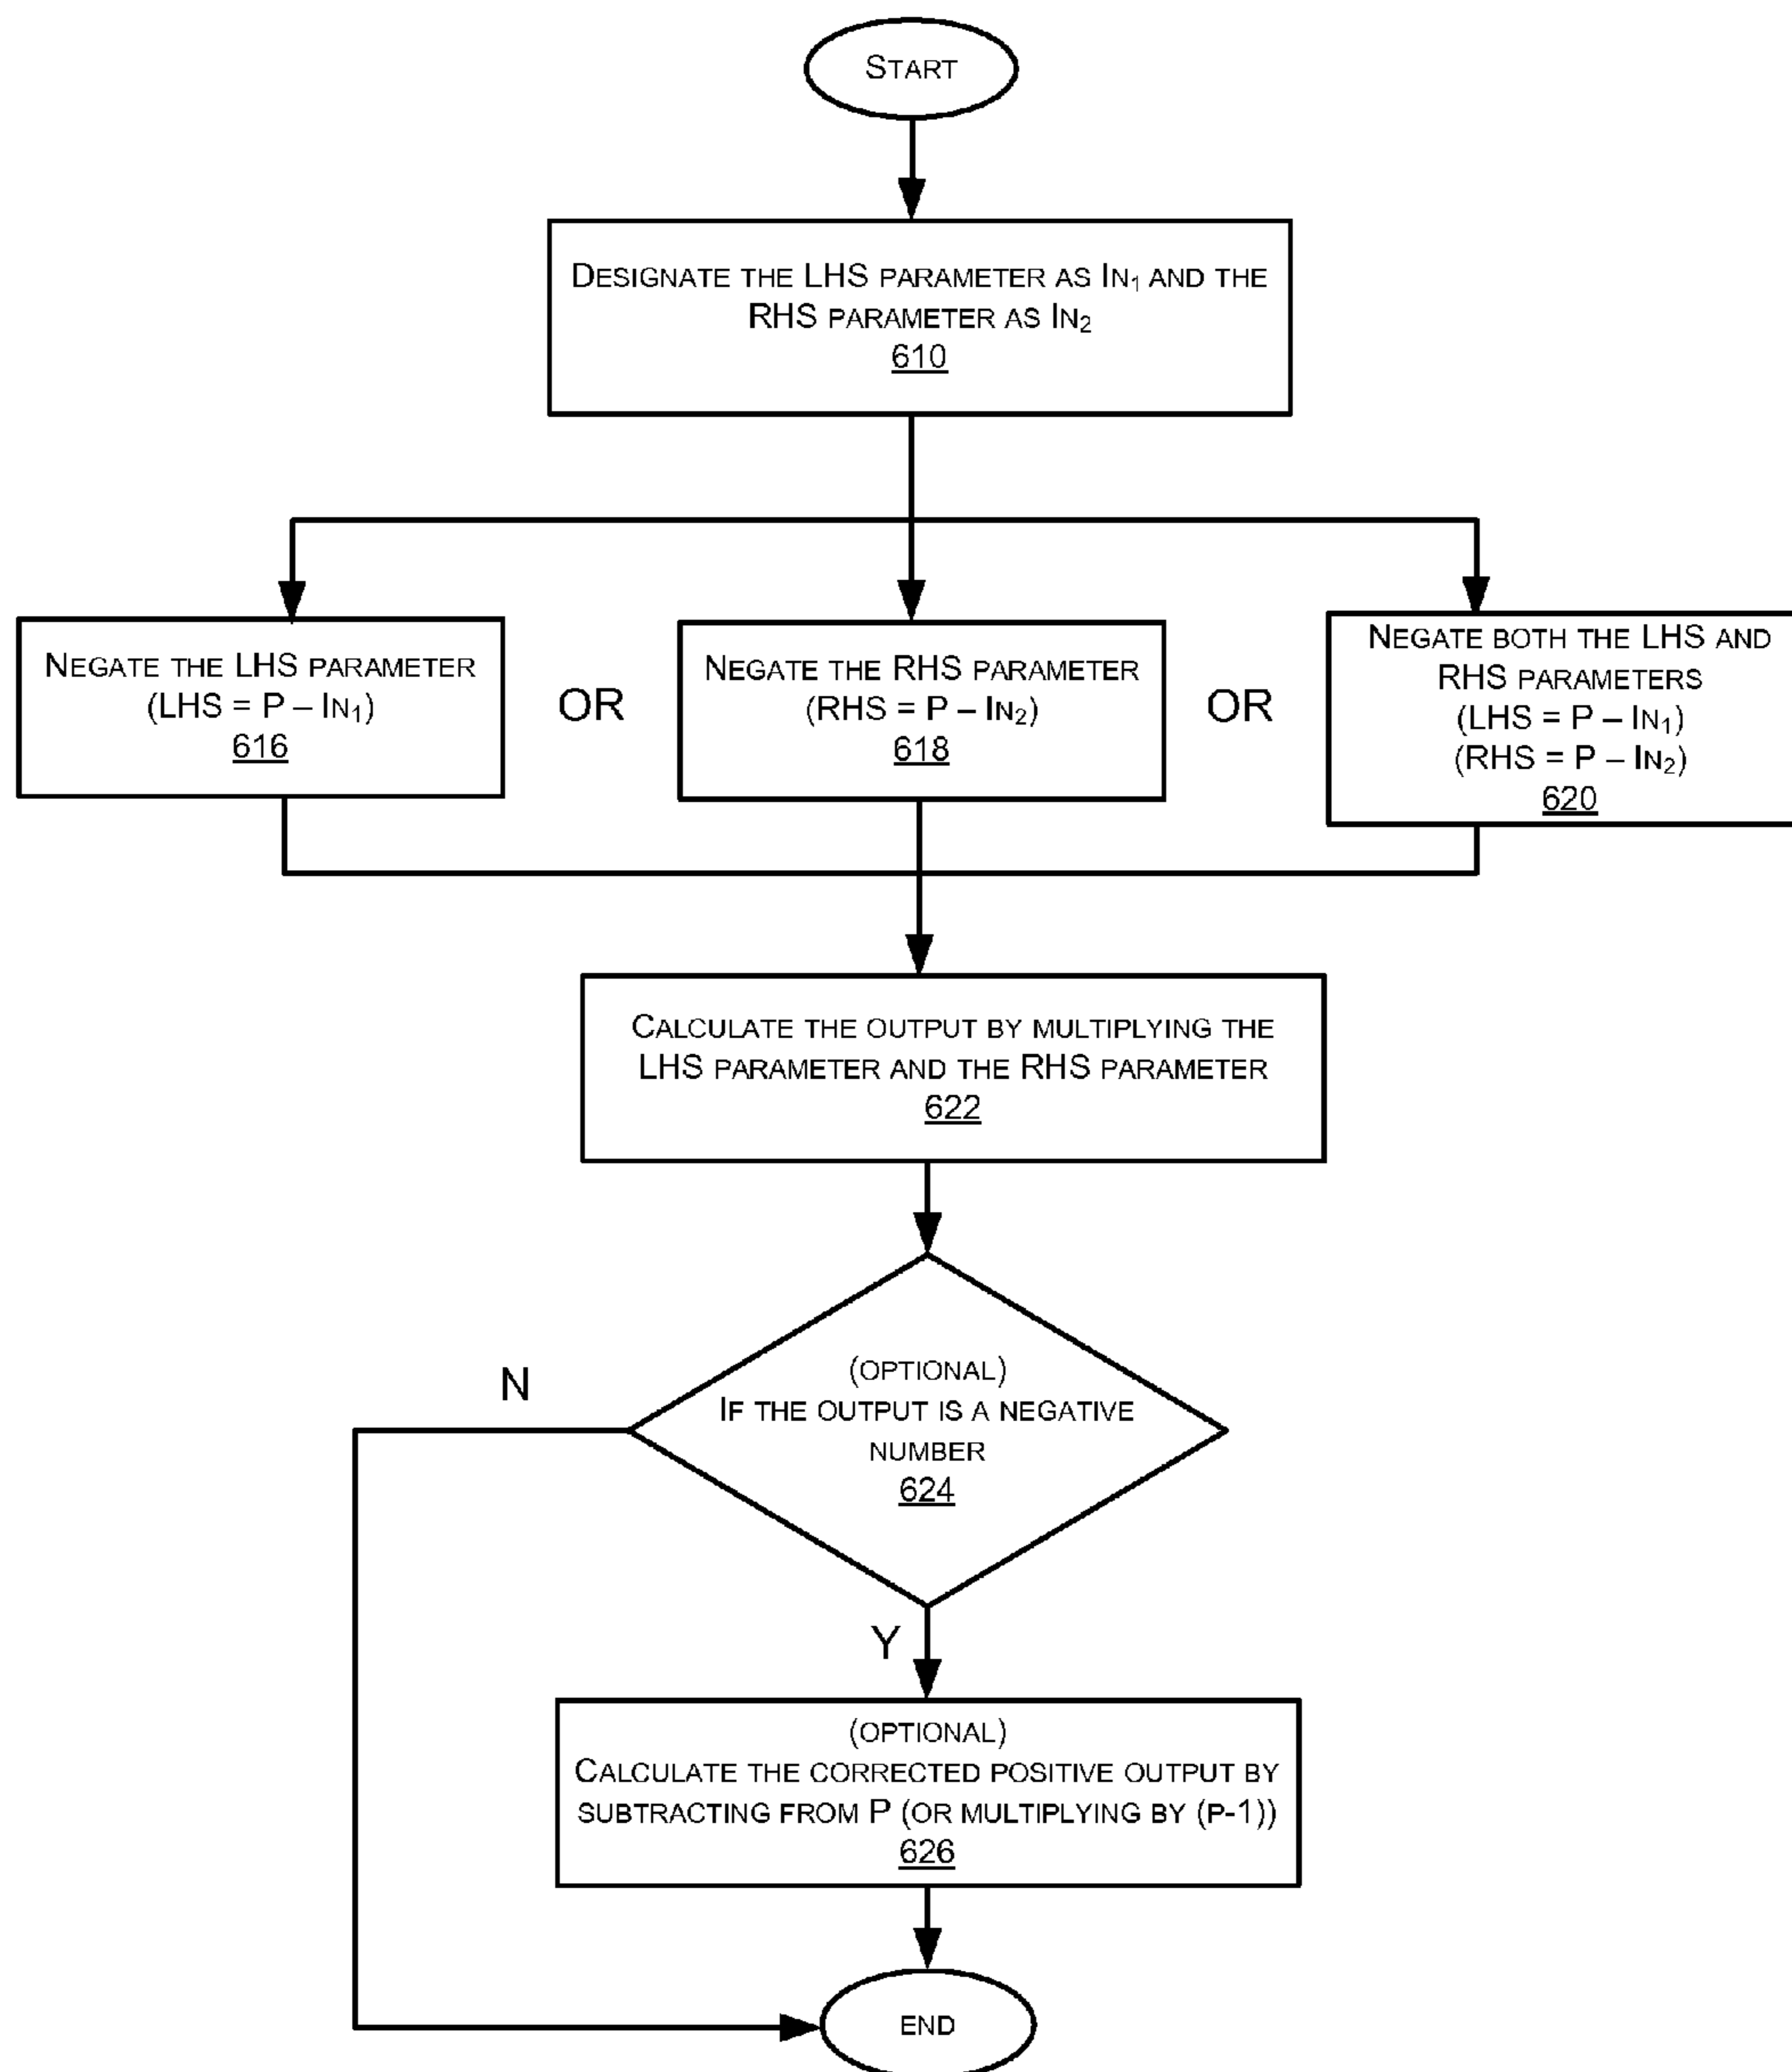 START
DESIGNATE THE LHS PARAMETER AS IN₁ AND THE
RHS PARAMETER AS IN₂
610
NEGATE THE LHS PARAMETER
(LHS = P – IN₁)
616
OR
NEGATE THE RHS PARAMETER
(RHS = P – IN₂)
618
OR
NEGATE BOTH THE LHS AND
RHS PARAMETERS
(LHS = P – IN₁)
(RHS = P – IN₂)
620
CALCULATE THE OUTPUT BY MULTIPLYING THE
LHS PARAMETER AND THE RHS PARAMETER
622
N
(OPTIONAL)
IF THE OUTPUT IS A NEGATIVE
NUMBER
624
Y
(OPTIONAL)
CALCULATE THE CORRECTED POSITIVE OUTPUT BY
SUBTRACTING FROM P (OR MULTIPLYING BY (P-1))
626
END